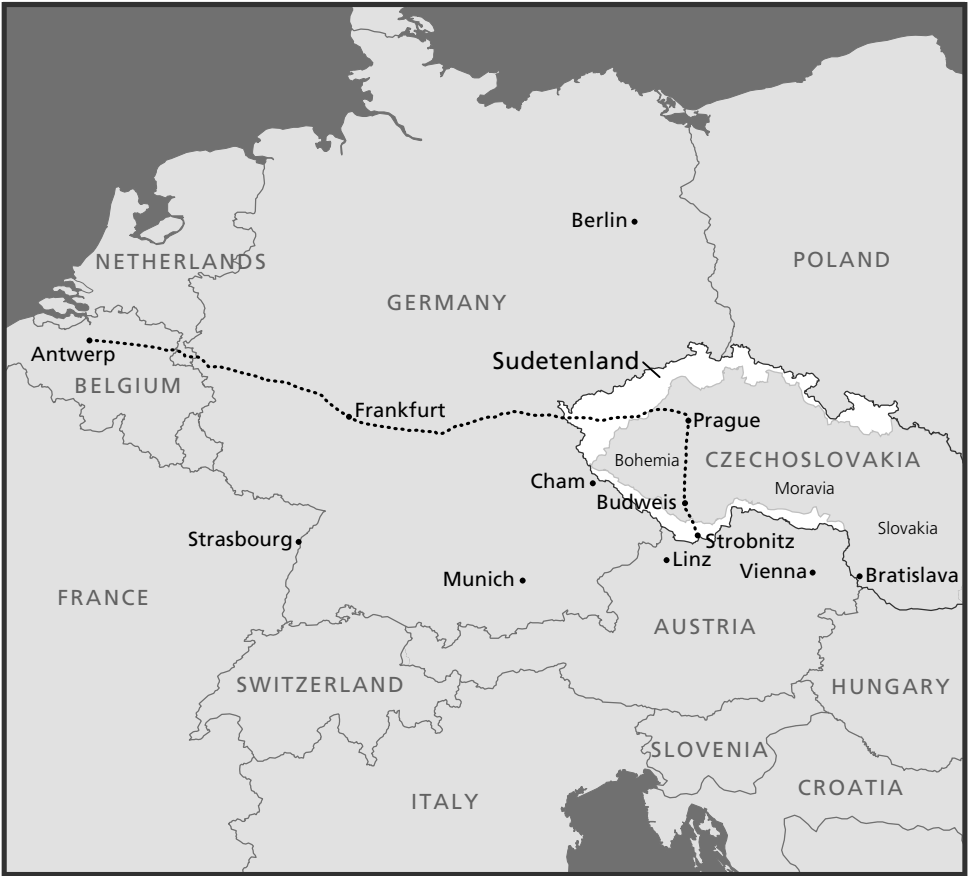 Berlin
NETHERLANDS
POLAND
GERMANY
Antwerp
Sudetenland
BELGIUM
Frankfurt
Prague
Bohemia
CZECHOSLOVAKIA
Cham
Moravia
Budweis
Slovakia
Strasbourg
Strobnitz
Linz
Munich
Vienna
Bratislava
FRANCE
AUSTRIA
SWITZERLAND
HUNGARY
SLOVENIA
CROATIA
ITALY